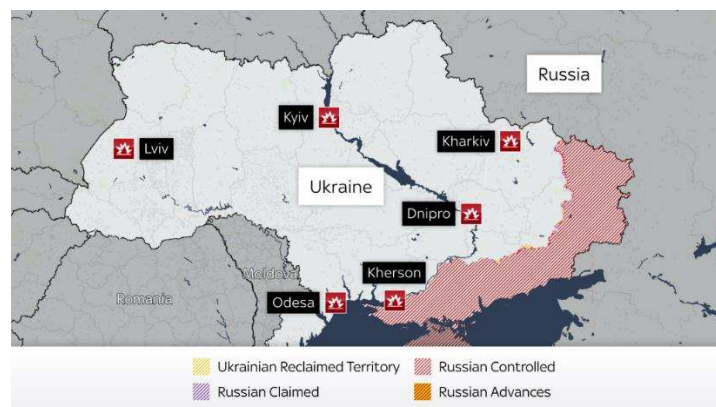 Russia
Kyiv
Lviv
Kharkiv
Ukraine
Dnipro
Moldova
Kherson
Romania
Odesa
Ukrainian Reclaimed Territory
Russian Controlled
Russian Claimed
Russian Advances